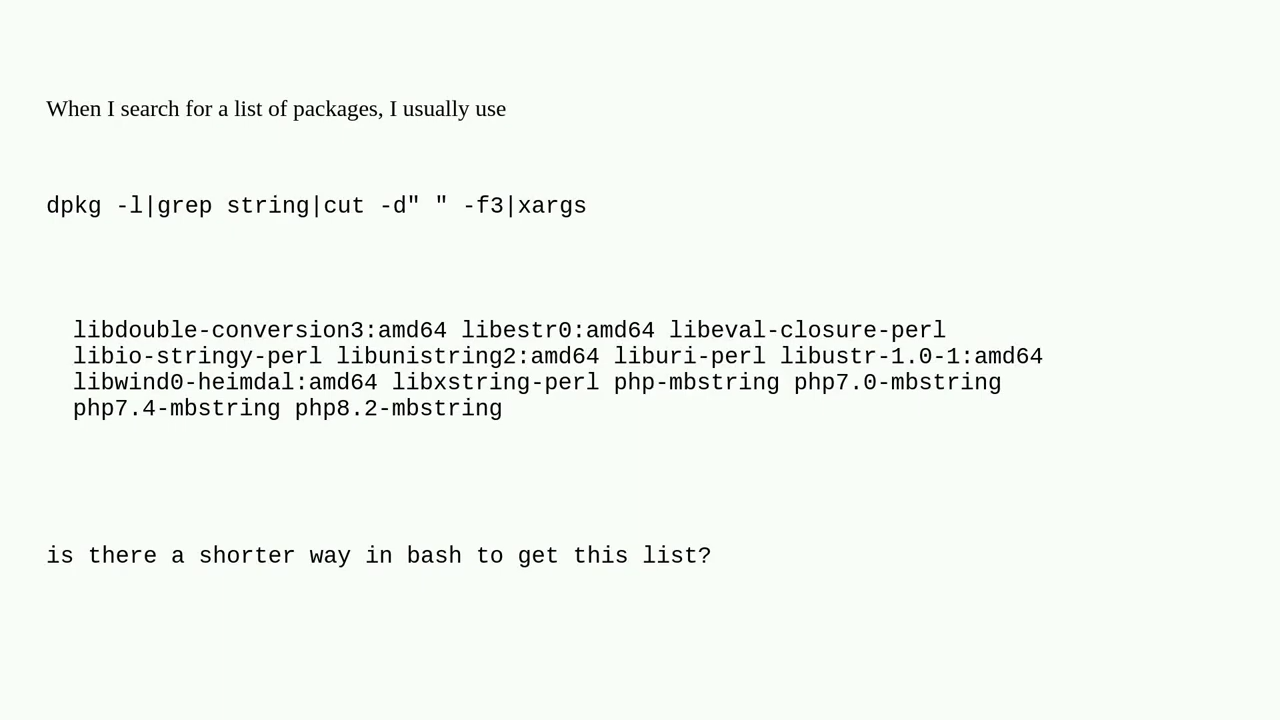 When I search for a list of packages, I usually use
dpkg -l|grep string|cut -d" " -f3|xargs
libdouble-conversion3:amd64 libestr0:amd64 libeval-closure-perl
libio-stringy-perl libunistring2:amd64 liburi-perl libustr-1.0-1:amd64
libwind0-heimdal:amd64 libxstring-perl php-mbstring php7.0-mbstring
php7.4-mbstring php8.2-mbstring
is there a shorter way in bash to get this list?